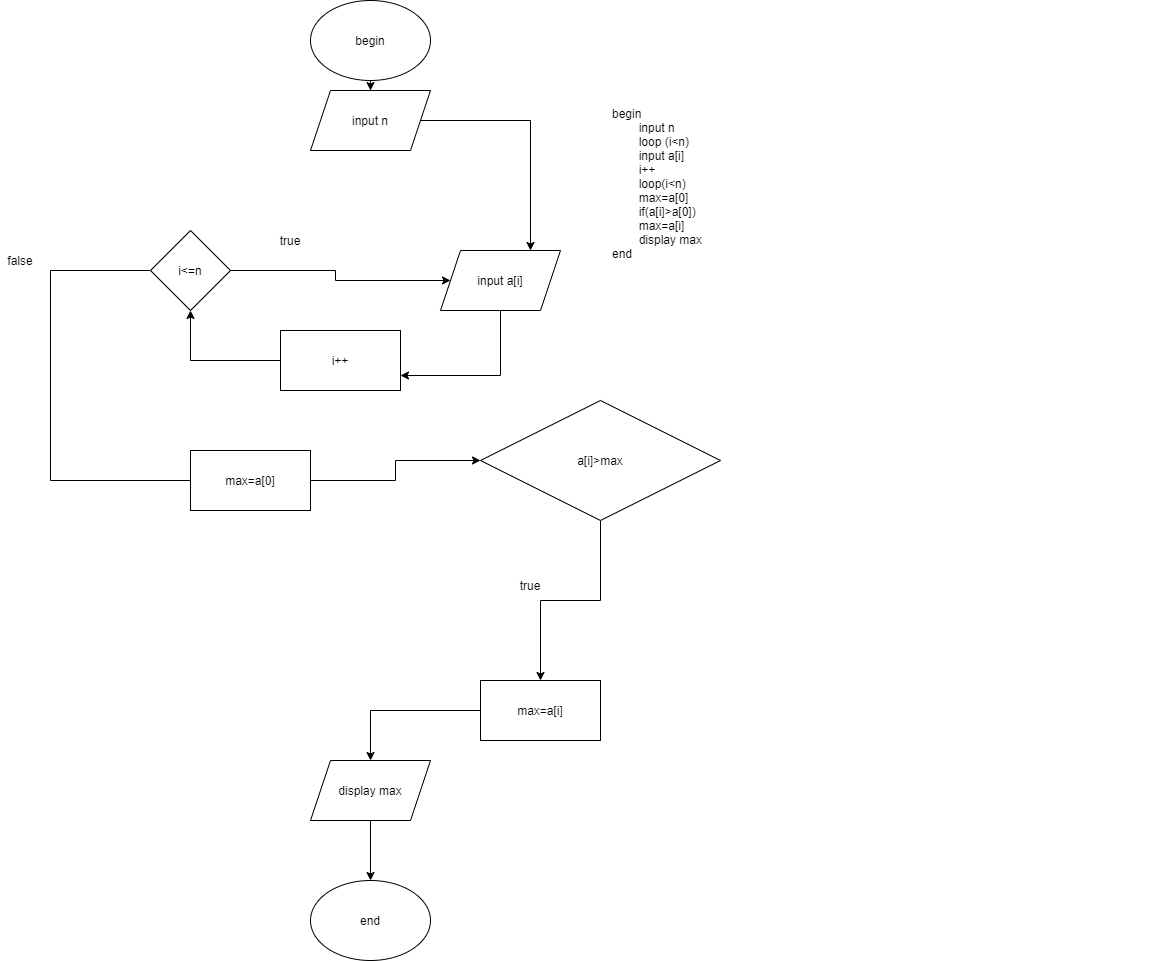 begin
input n
begin
input n
loop (i<n)
input a[i]
i++
loop(i<n)
max=a[0]
if(a[i]>a[0])
max=a[i]
display max
end
true
false
i<=n
input a[i]
i++
a[i]>max
max=a[0]
true
max=a[i]
display max
end